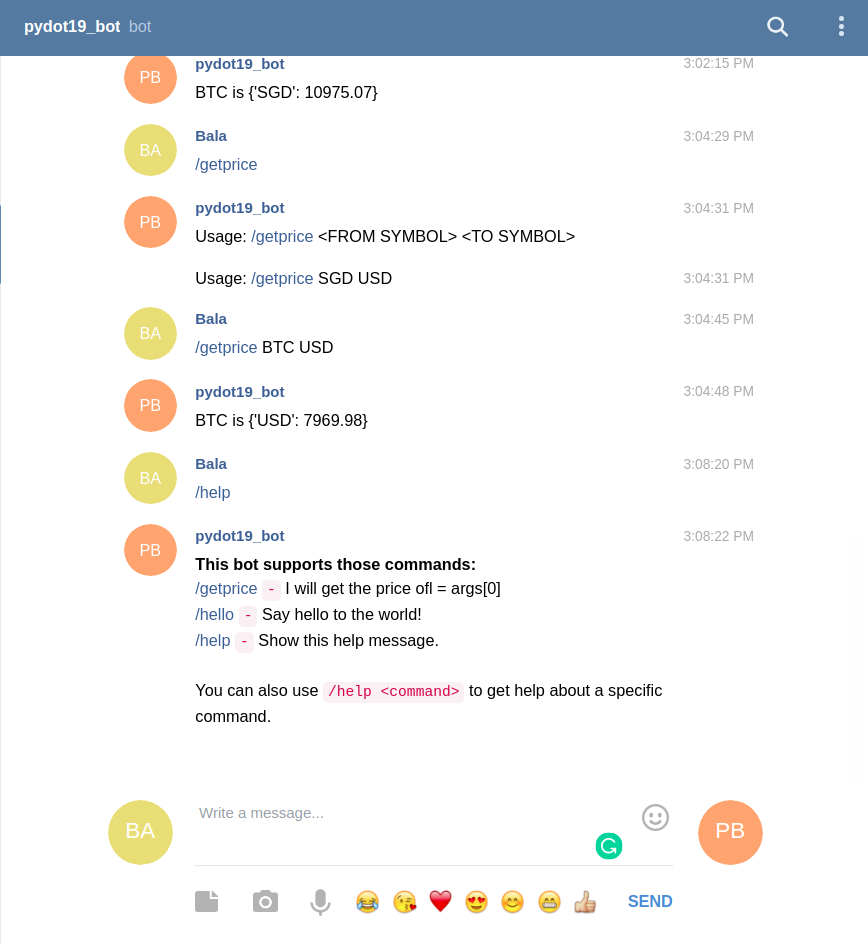 pydot19_bot bot
PB pydot19_bot 3:02:15 PM
BTC is {'SGD': 10975.07}
BA Bala 3:04:29 PM
/getprice
PB pydot19_bot 3:04:31 PM
Usage: /getprice <FROM SYMBOL> <TO SYMBOL>
Usage: /getprice SGD USD 3:04:31 PM
BA Bala 3:04:45 PM
/getprice BTC USD
PB pydot19_bot 3:04:48 PM
BTC is {'USD': 7969.98}
BA Bala 3:08:20 PM
/help
PB pydot19_bot 3:08:22 PM
This bot supports those commands:
/getprice - I will get the price ofl = args[0]
/hello - Say hello to the world!
/help - Show this help message.
You can also use /help <command> to get help about a specific
command.
BA Write a message... PB
SEND